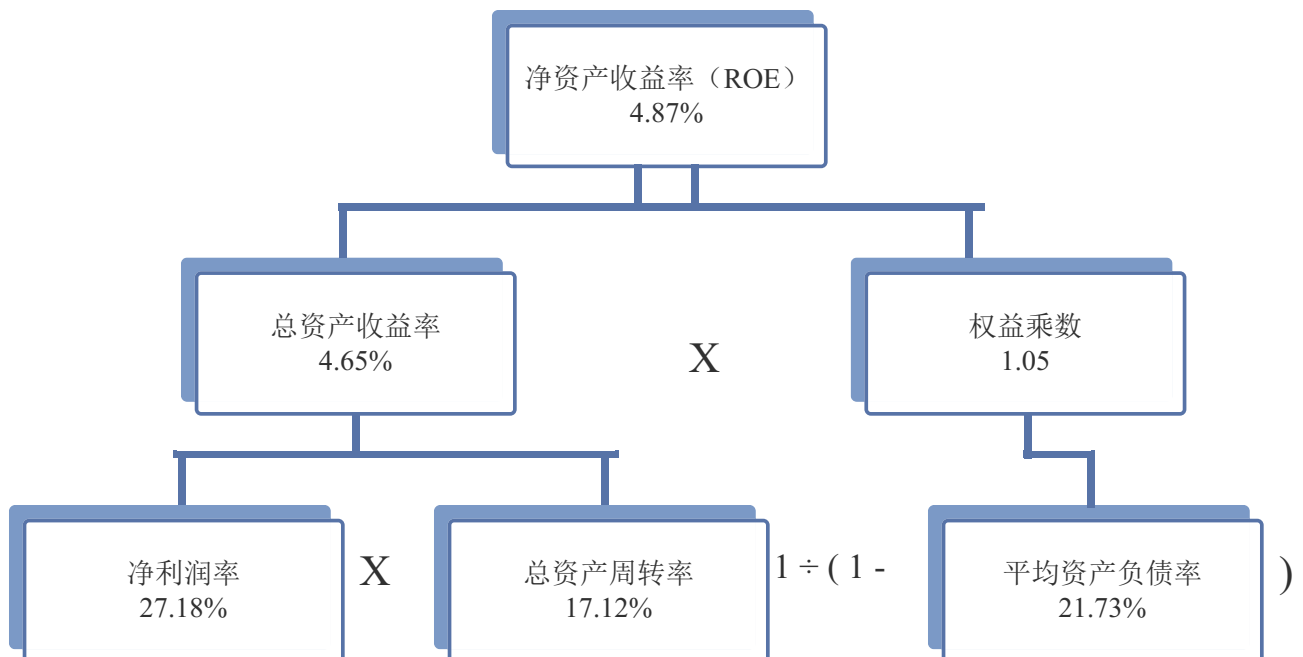 净资产收益率（ROE）
4.87%
总资产收益率
4.65%
X
权益乘数
1.05
净利润率
27.18%
X
总资产周转率
17.12%
1 ÷ ( 1 -
平均资产负债率
21.73%
)